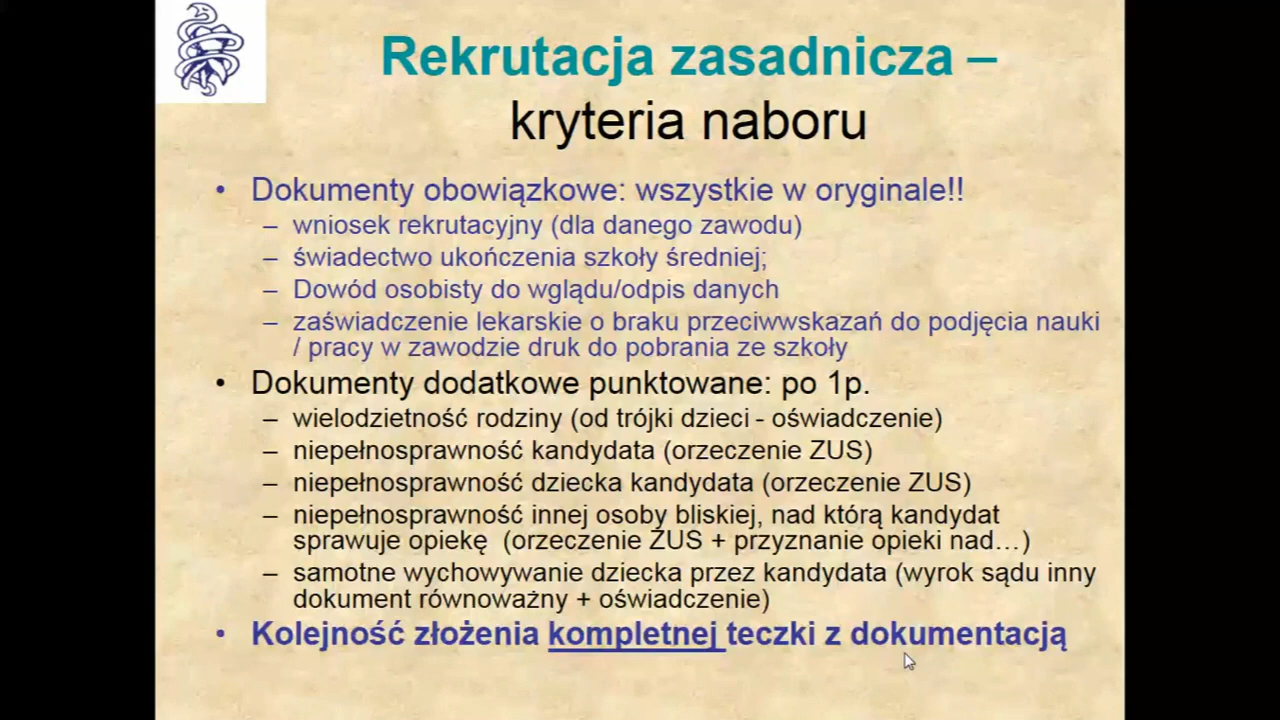 Rekrutacja zasadnicza –
kryteria naboru
• Dokumenty obowiązkowe: wszystkie w oryginale!!
– wniosek rekrutacyjny (dla danego zawodu)
– świadectwo ukończenia szkoły średniej;
– Dowód osobisty do wglądu/odpis danych
– zaświadczenie lekarskie o braku przeciwwskazań do podjęcia nauki
/ pracy w zawodzie druk do pobrania ze szkoły
• Dokumenty dodatkowe punktowane: po 1p.
– wielodzietność rodziny (od trójki dzieci - oświadczenie)
– niepełnosprawność kandydata (orzeczenie ZUS)
– niepełnosprawność dziecka kandydata (orzeczenie ZUS)
– niepełnosprawność innej osoby bliskiej, nad którą kandydat
sprawuje opiekę (orzeczenie ZUS + przyznanie opieki nad…)
– samotne wychowywanie dziecka przez kandydata (wyrok sądu inny
dokument równoważny + oświadczenie)
• Kolejność złożenia kompletnej teczki z dokumentacją